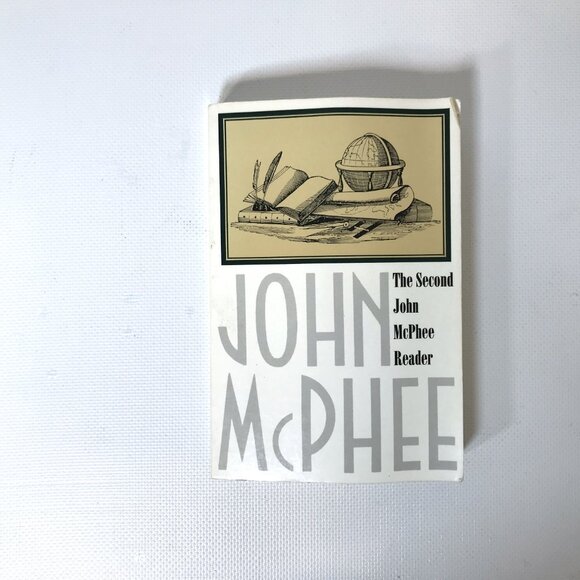 JOHN
McPHEE
The Second
John
McPhee
Reader